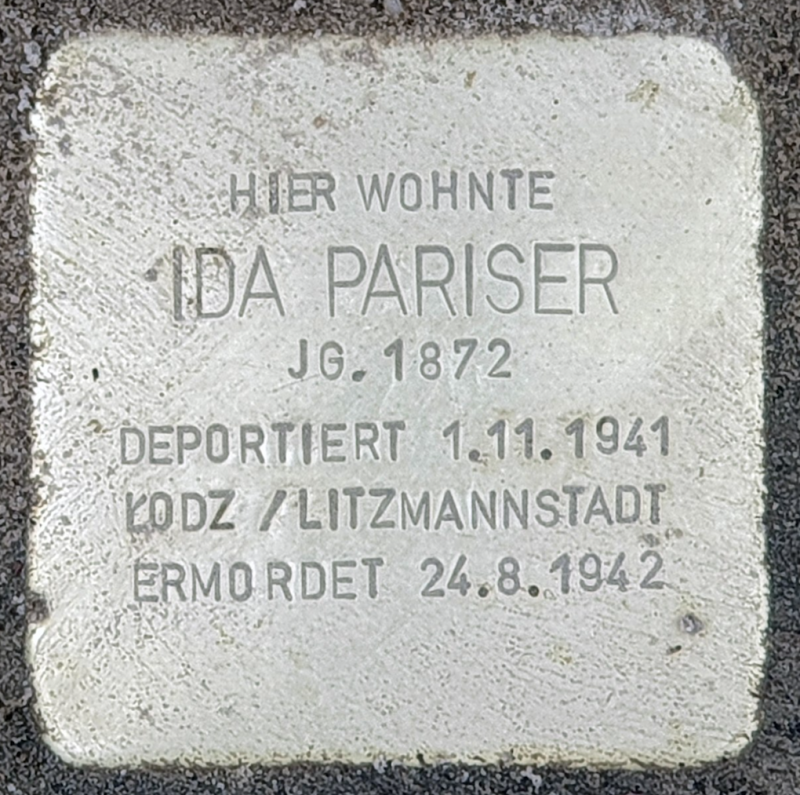 HIER WOHNTE
IDA PARISER
JG. 1872
DEPORTIERT 1.11.1941
ŁODZ / LITZMANNSTADT
ERMORDET 24.8.1942